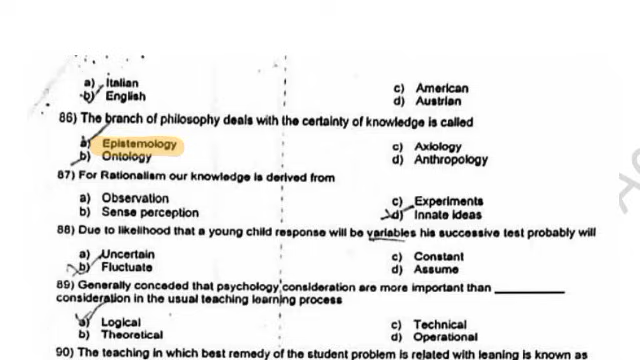 a) Italian
c) American
b) English
d) Austrian
86) The branch of philosophy deals with the certainty of knowledge is called
a) Epistemology
c) Axiology
b) Ontology
d) Anthropology
87) For Rationalism our knowledge is derived from
a) Observation
c) Experiments
b) Sense perception
d) Innate ideas
88) Due to likelihood that a young child response will be variables his successive test probably will
a) Uncertain
c) Constant
b) Fluctuate
d) Assume
89) Generally conceded that psychology consideration are more important than ________
consideration in the usual teaching learning process
a) Logical
c) Technical
b) Theoretical
d) Operational
90) The teaching in which best remedy of the student problem is related with leaning is known as